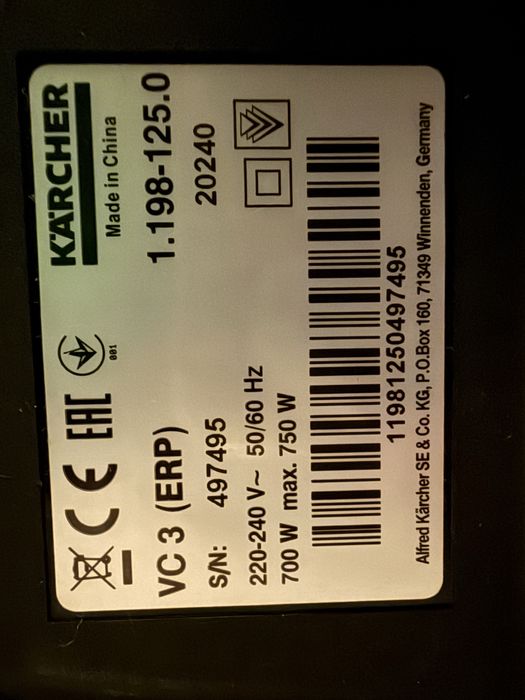 KÄRCHER
Made in China
CE EAC
001
VC 3 (ERP) 1.198-125.0
S/N: 497495 20240
220-240 V~ 50/60 Hz
700 W max. 750 W
11981250497495
Alfred Kärcher SE & Co. KG, P.O.Box 160, 71349 Winnenden, Germany